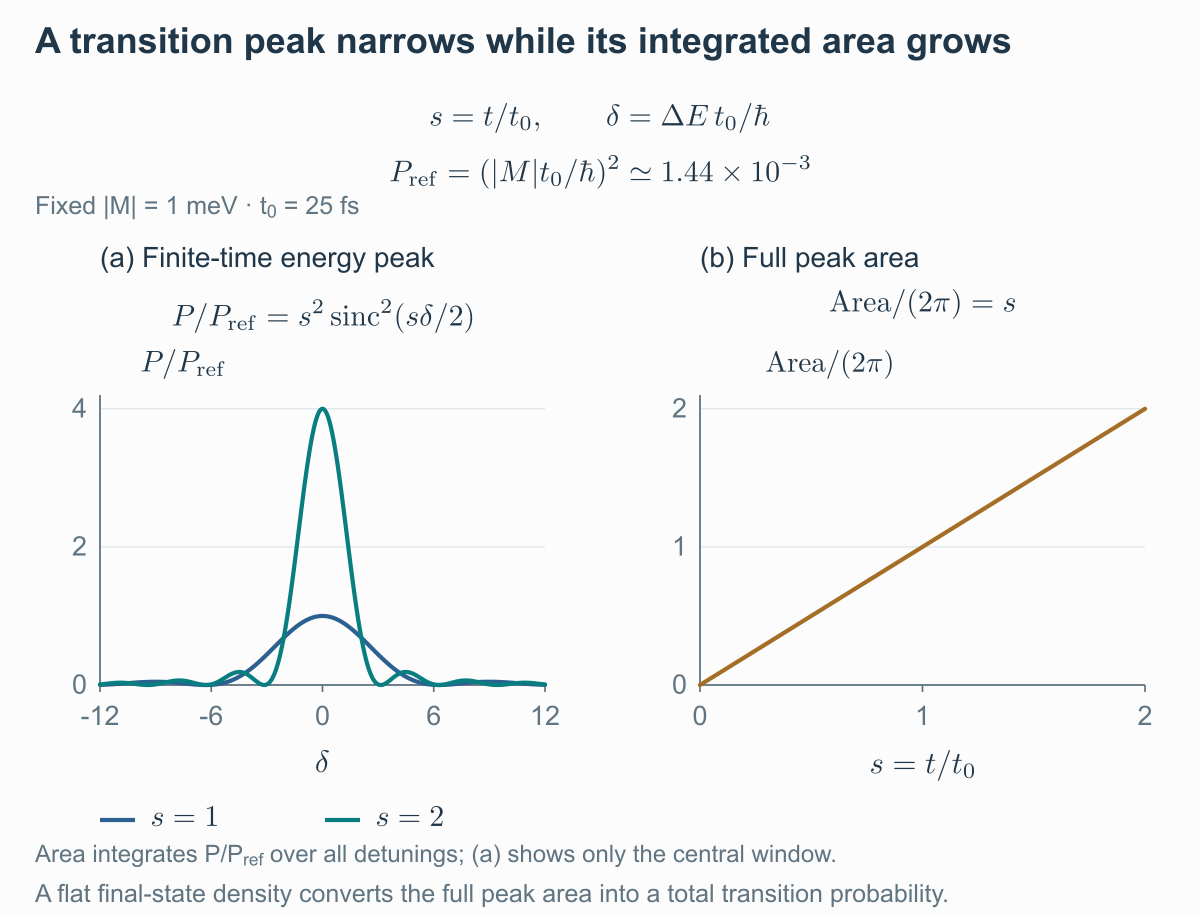 A transition peak narrows while its integrated area grows
s = t/t₀,  δ = ΔE t₀/ħ
P_ref = (|M|t₀/ħ)² ≃ 1.44 × 10⁻³
Fixed |M| = 1 meV · t₀ = 25 fs
(a) Finite-time energy peak
P/P_ref = s² sinc²(sδ/2)
P/P_ref
4
2
0
-12 -6 0 6 12
δ
s = 1  s = 2
(b) Full peak area
Area/(2π) = s
Area/(2π)
2
1
0
0 1 2
s = t/t₀
Area integrates P/P_ref over all detunings; (a) shows only the central window.
A flat final-state density converts the full peak area into a total transition probability.